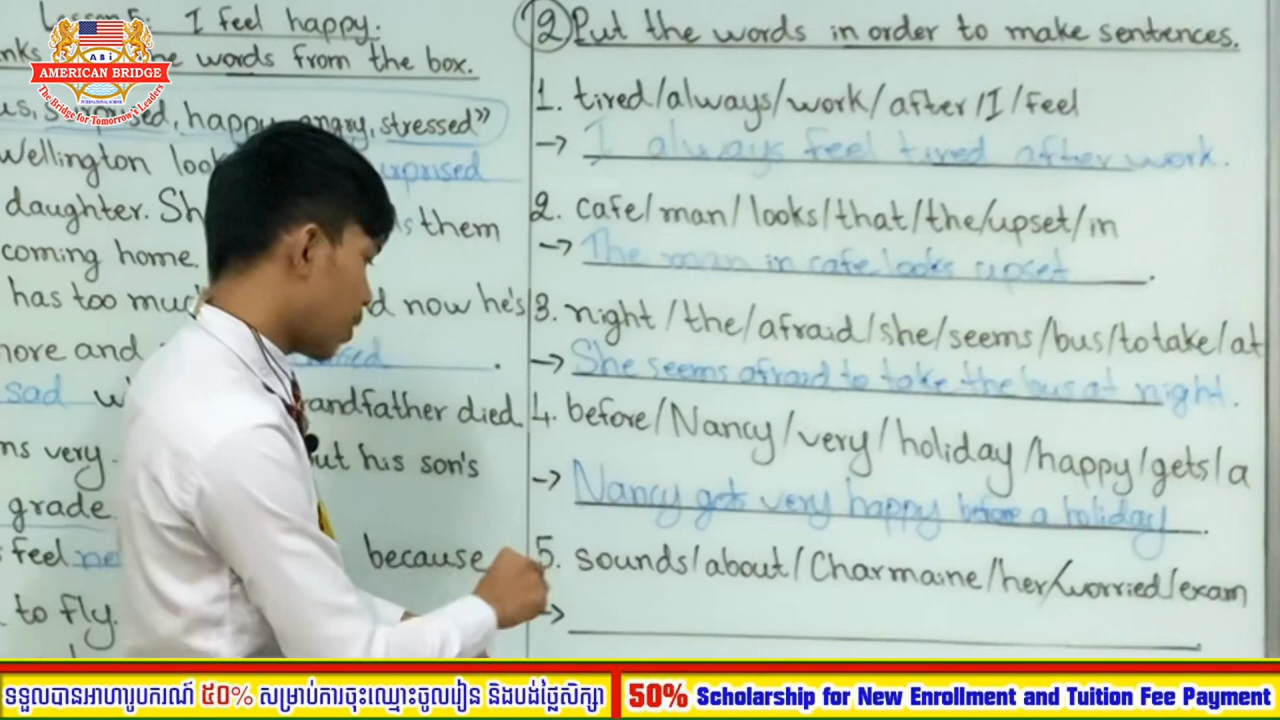 Lesson 5: I feel happy.
words from the box.
happy, angry, stressed”
Wellington
daughter. them
coming home.
has too now he's
and
sad died
very his son's
grade
feel because
to fly.
AMERICAN BRIDGE
INTERNATIONAL SCHOOL
The Bridge for Tomorrow's Leaders
2 Put the words in order to make sentences.
1. tired/always/work/after/I/feel
→ I always feel tired after work.
2. cafe/man/looks/that/the/upset/in
→ The man in cafe looks upset.
3. night/the/afraid/she/seems/bus/to take/at
→ She seems afraid to take the bus at night.
4. before/Nancy/very/holiday/happy/gets/a
→ Nancy gets very happy before a holiday.
5. sounds/about/Charmaine/her/worried/exam
ទទួលបានអាហារូបករណ៍ ៥០% សម្រាប់ការចុះឈ្មោះចូលរៀន និងបង់ថ្លៃសិក្សា
50% Scholarship for New Enrollment and Tuition Fee Payment